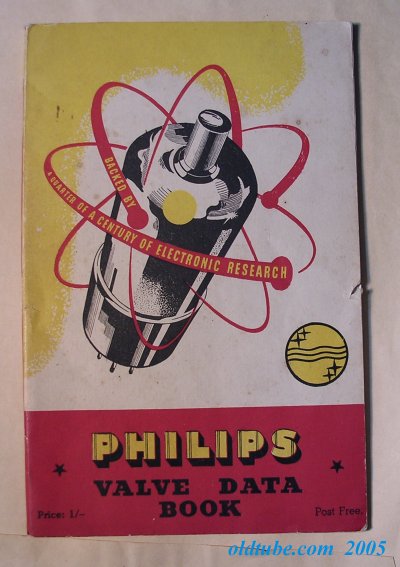 BACKED BY
A QUARTER OF A CENTURY OF ELECTRONIC RESEARCH
PHILIPS
VALVE DATA
BOOK
Price: 1/-
Post Free.
oldtube.com 2005